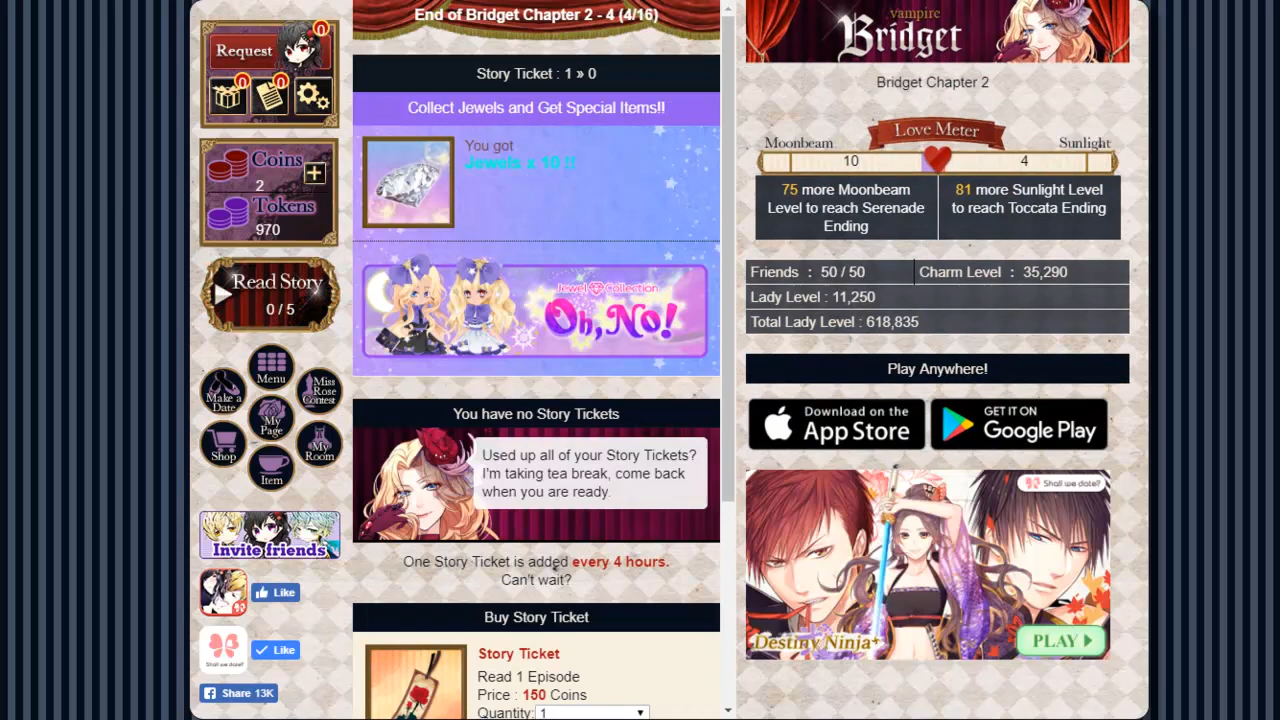 Request
0
0
0
Coins
2
Tokens
970
Read Story
0 / 5
Menu
Make a
Date
Miss
Rose
Contest
My
Page
Shop
My
Room
Item
Invite friends
Like
Shall we date?
Like
Share 13K
End of Bridget Chapter 2 - 4 (4/16)
Story Ticket : 1 » 0
Collect Jewels and Get Special Items!!
You got
Jewels x 10 !!
Jewel Collection
Oh, No!
You have no Story Tickets
Used up all of your Story Tickets?
I'm taking tea break, come back
when you are ready.
One Story Ticket is added every 4 hours.
Can't wait?
Buy Story Ticket
Story Ticket
Read 1 Episode
Price : 150 Coins
Quantity: 1
vampire
Bridget
Bridget Chapter 2
Love Meter
Moonbeam
Sunlight
10
4
75 more Moonbeam
Level to reach Serenade
Ending
81 more Sunlight Level
to reach Toccata Ending
Friends : 50 / 50
Charm Level : 35,290
Lady Level : 11,250
Total Lady Level : 618,835
Play Anywhere!
Download on the
App Store
GET IT ON
Google Play
Shall we date?
Destiny Ninja+
PLAY